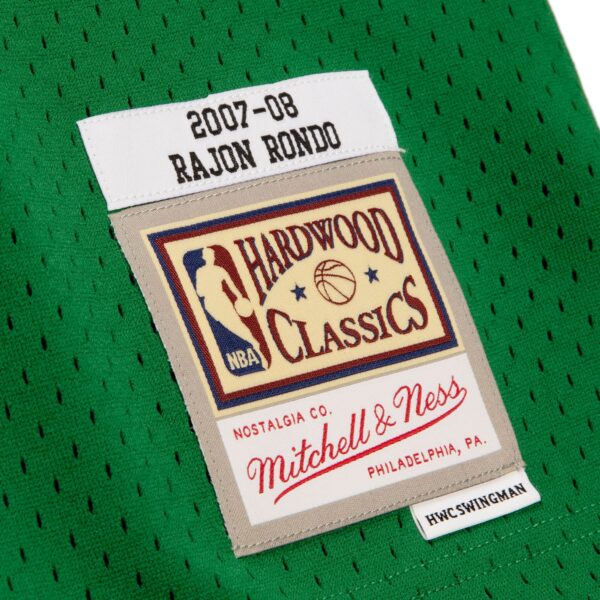 2007-08
RAJON RONDO
HARDWOOD
CLASSICS
NBA
NOSTALGIA CO.
Mitchell & Ness
PHILADELPHIA, PA.
HWC SWINGMAN